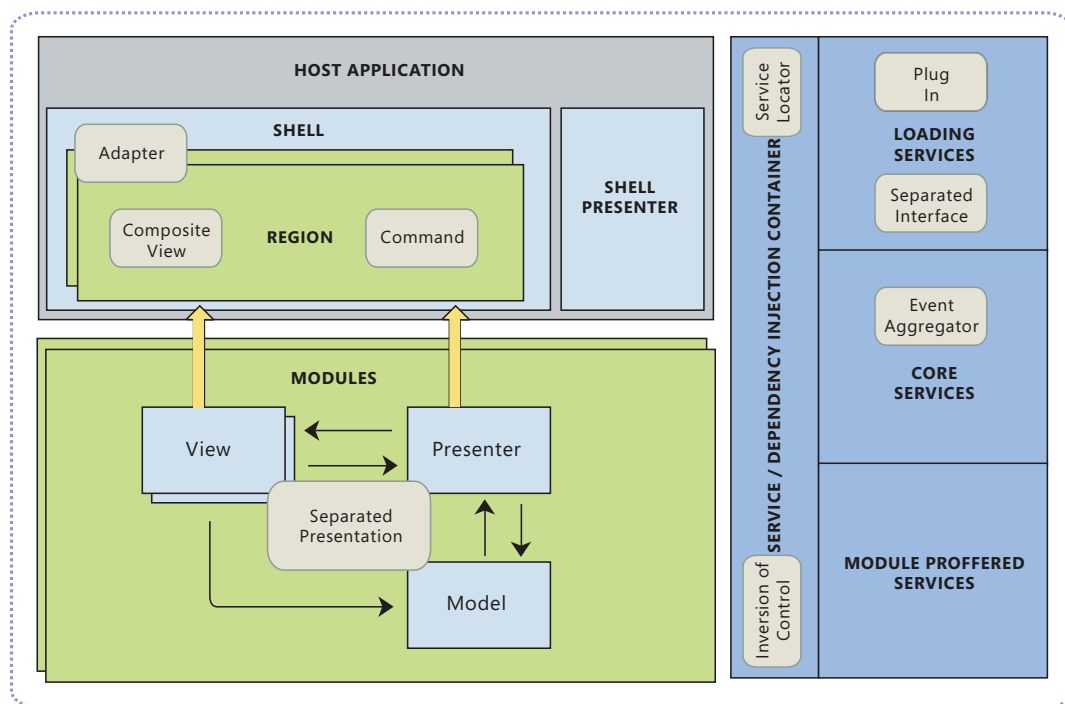 HOST APPLICATION
SHELL
Adapter
Composite
View
REGION
Command
SHELL
PRESENTER
MODULES
View
Presenter
Separated
Presentation
Model
Service
Locator
SERVICE / DEPENDENCY INJECTION CONTAINER
Inversion of
Control
Plug
In
LOADING
SERVICES
Separated
Interface
Event
Aggregator
CORE
SERVICES
MODULE PROFFERED
SERVICES